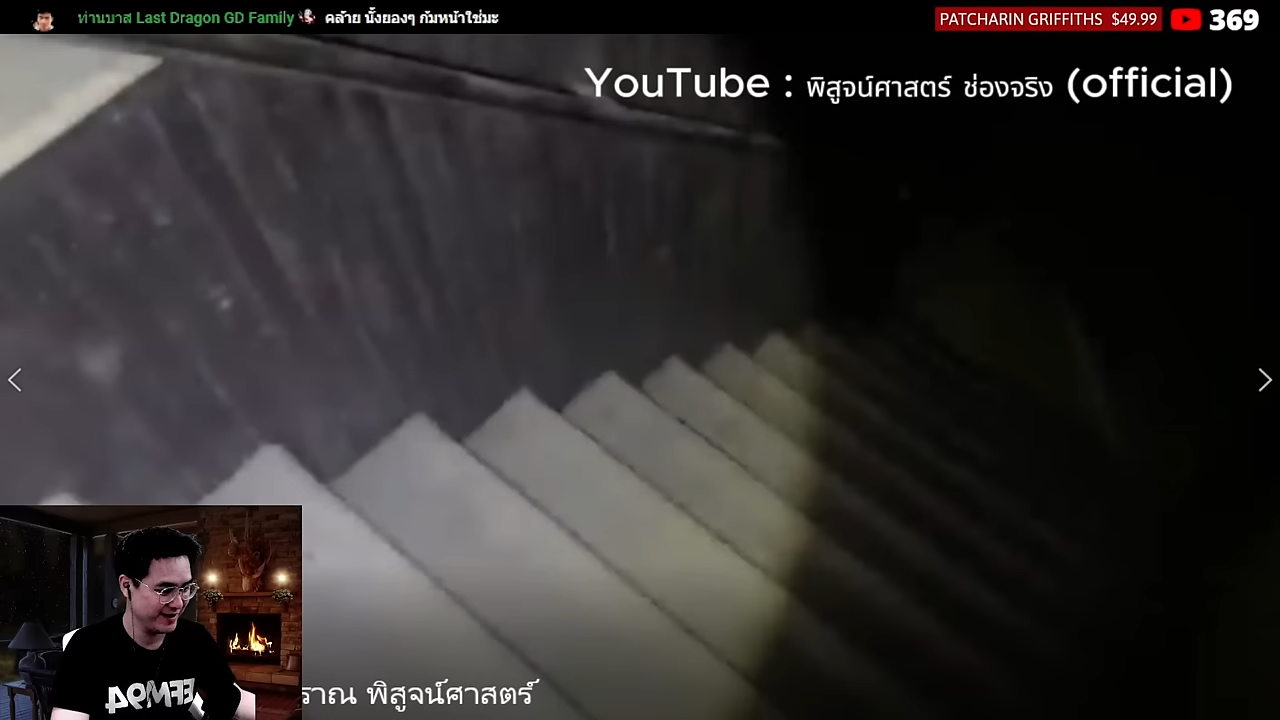 ท่านบาส Last Dragon GD Family คล้าย นั้งยองๆ ก้มหน้าใช่มะ
PATCHARIN GRIFFITHS $49.99
369
YouTube : พิสูจน์ศาสตร์ ช่องจริง (official)
ราณ พิสูจน์ศาสตร์